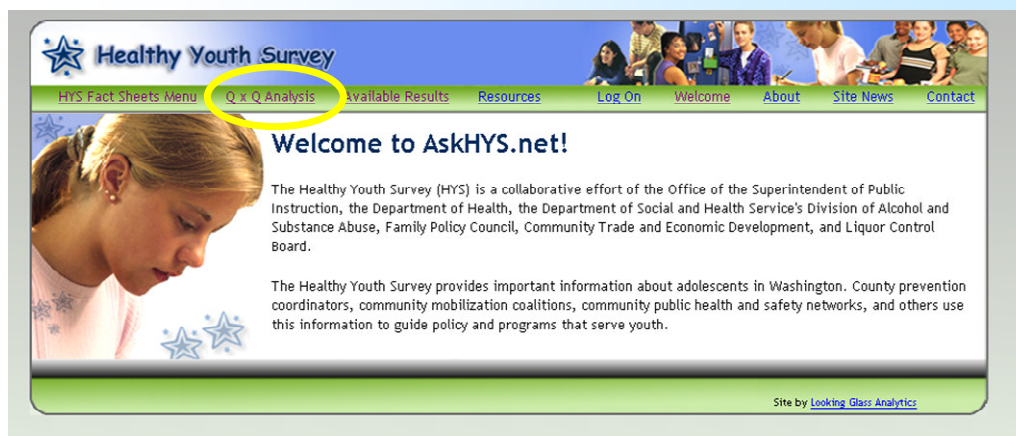 Healthy Youth Survey
HYS Fact Sheets Menu Q x Q Analysis Available Results Resources Log On Welcome About Site News Contact
Welcome to AskHYS.net!
The Healthy Youth Survey (HYS) is a collaborative effort of the Office of the Superintendent of Public
Instruction, the Department of Health, the Department of Social and Health Service's Division of Alcohol and
Substance Abuse, Family Policy Council, Community Trade and Economic Development, and Liquor Control
Board.
The Healthy Youth Survey provides important information about adolescents in Washington. County prevention
coordinators, community mobilization coalitions, community public health and safety networks, and others use
this information to guide policy and programs that serve youth.
Site by Looking Glass Analytics